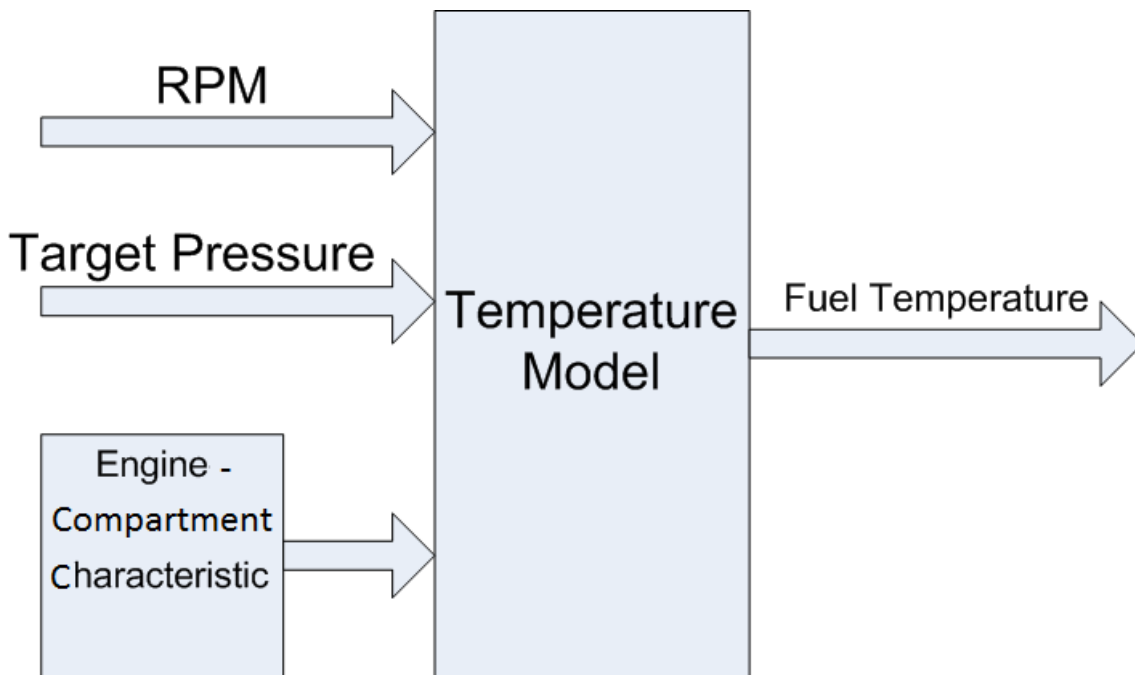 RPM
Target Pressure
Temperature
Model
Fuel Temperature
Engine -
Compartment
Characteristic